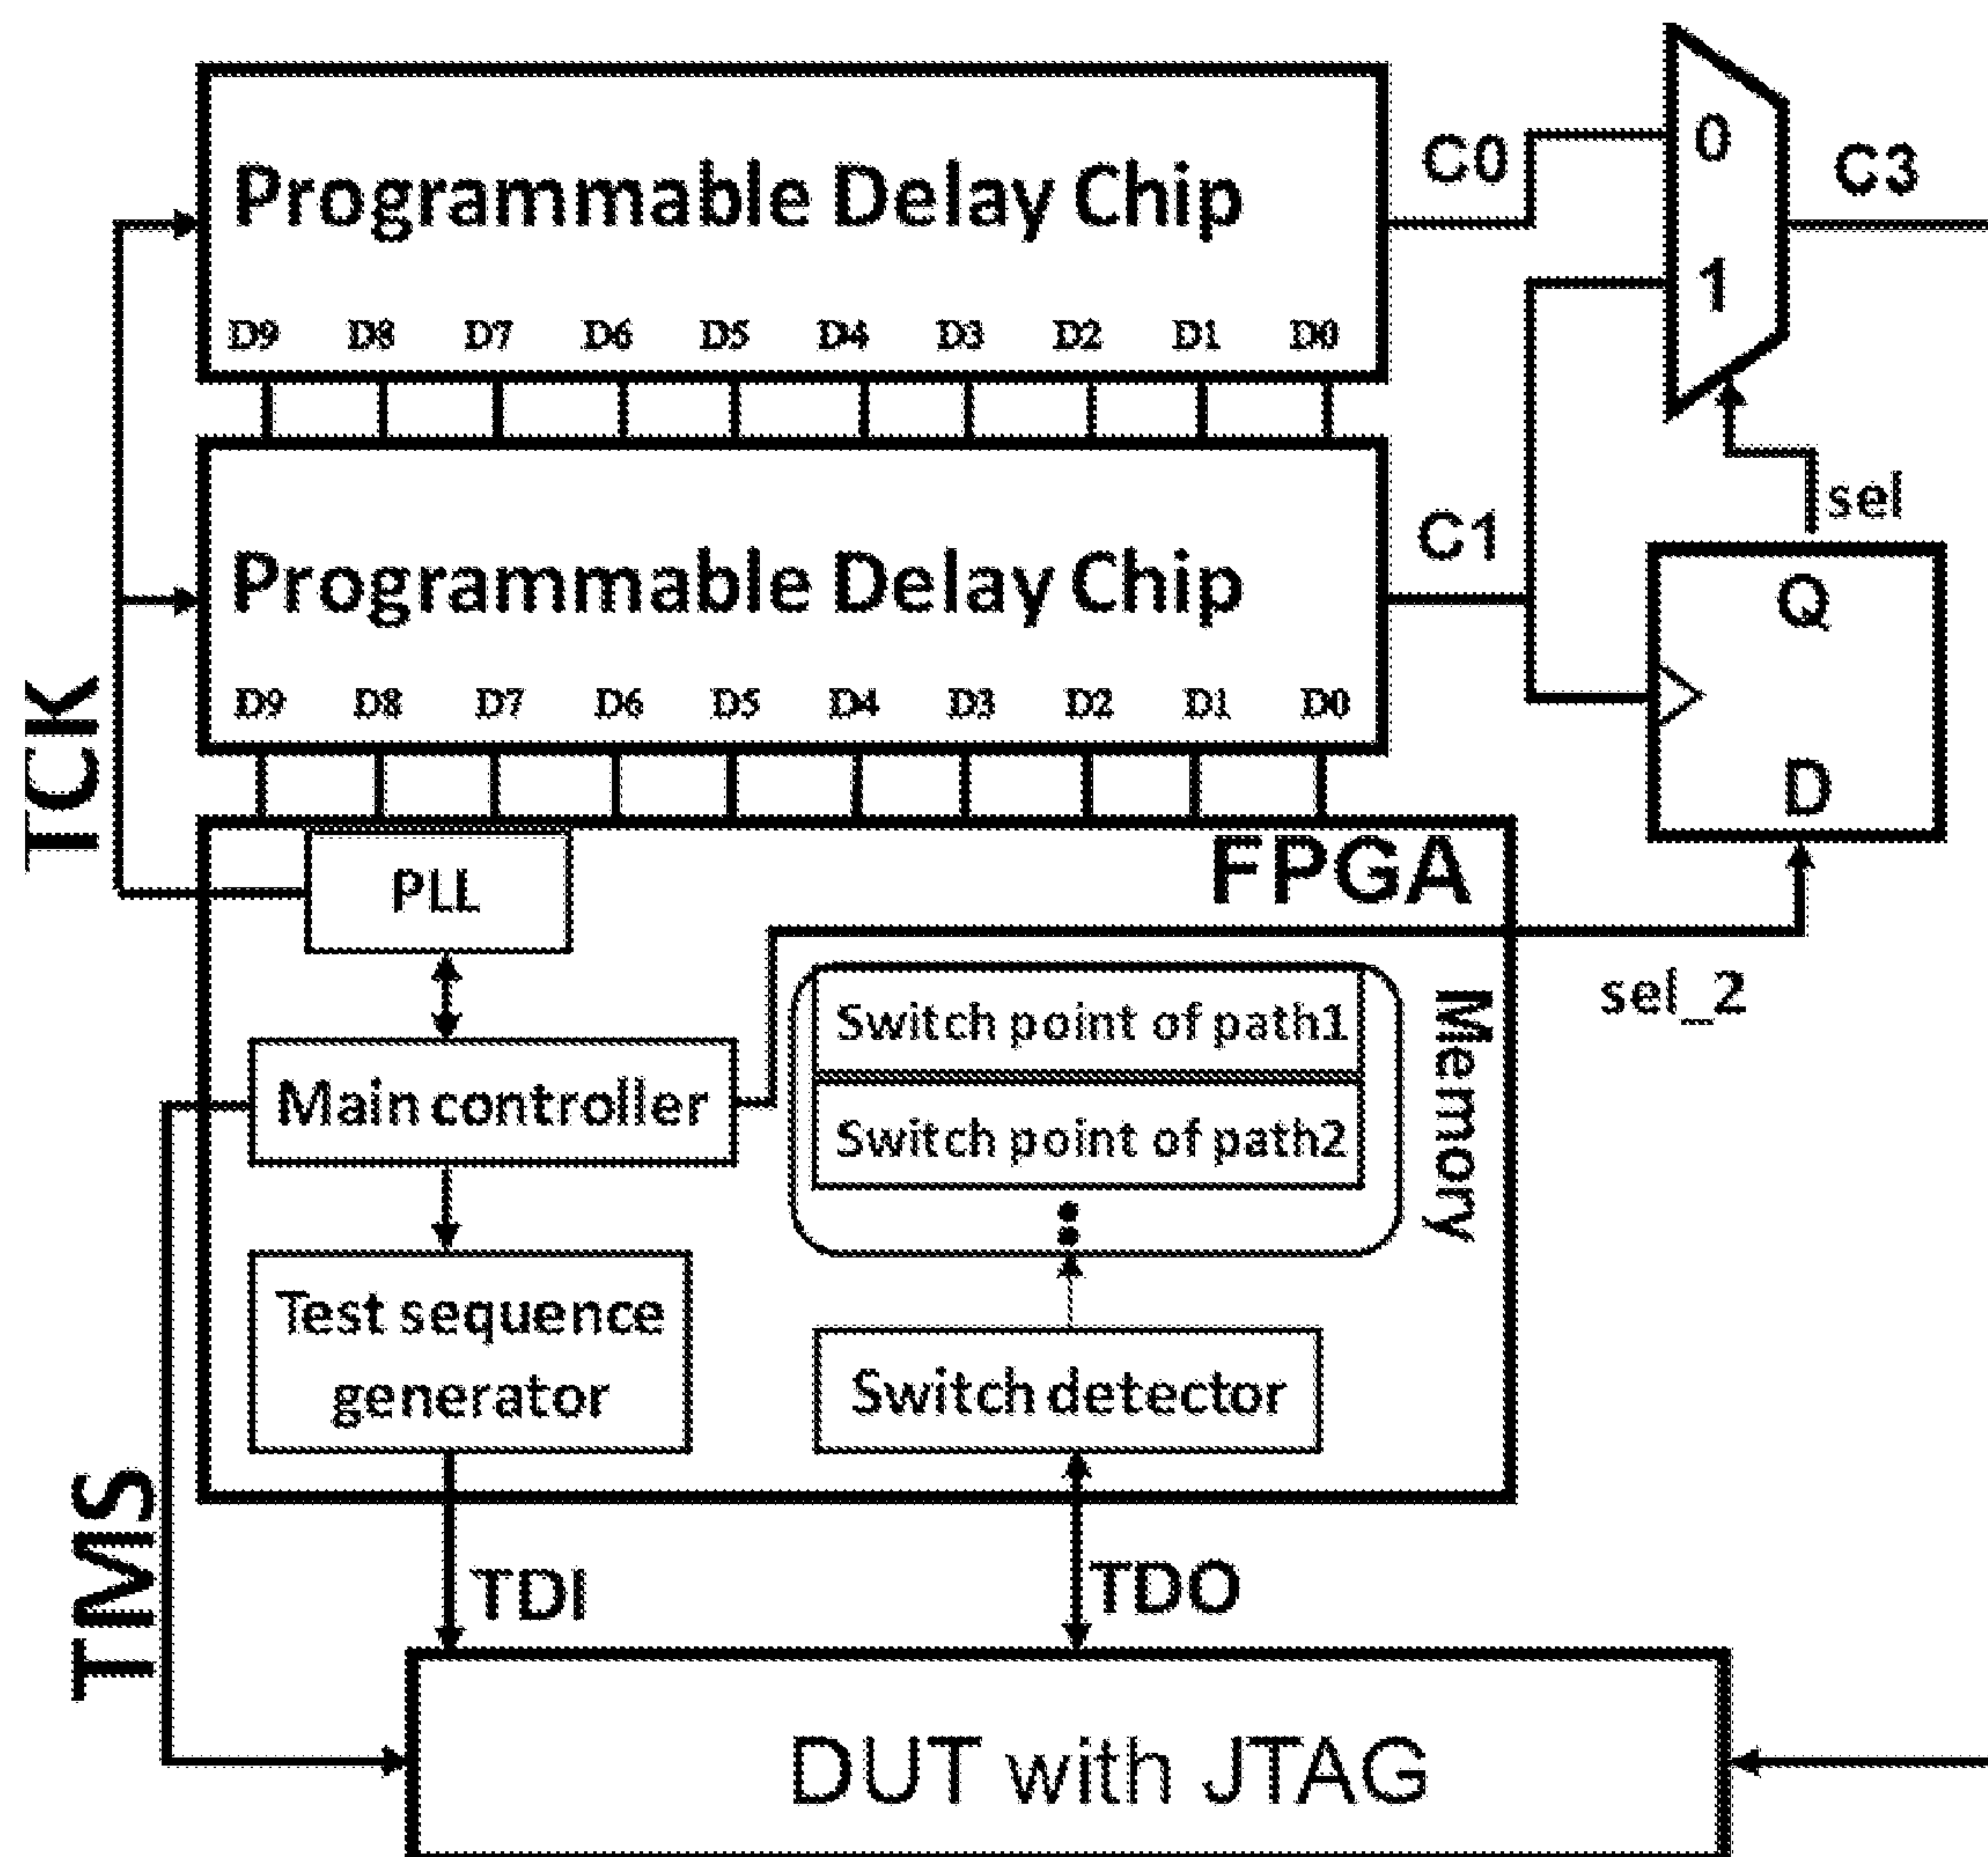 Programmable Delay Chip
C0
0
C3
1
D9 D8 D7 D6 D5 D4 D3 D2 D1 D0
sel
Programmable Delay Chip
C1
Q
D9 D8 D7 D6 D5 D4 D3 D2 D1 D0
D
TCK
PLL
FPGA
sel_2
Memory
Switch point of path1
Main controller
Switch point of path2
Test sequence
generator
Switch detector
TMS
TDI
TDO
DUT with JTAG